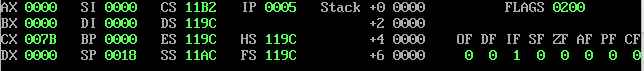 AX 0000 SI 0000 CS 11B2 IP 0005 Stack +0 0000 FLAGS 0200
BX 0000 DI 0000 DS 119C +2 0000
CX 007B BP 0000 ES 119C HS 119C +4 0000 OF DF IF SF ZF AF PF CF
DX 0000 SP 0018 SS 11AC FS 119C +6 0000 0 0 1 0 0 0 0 0